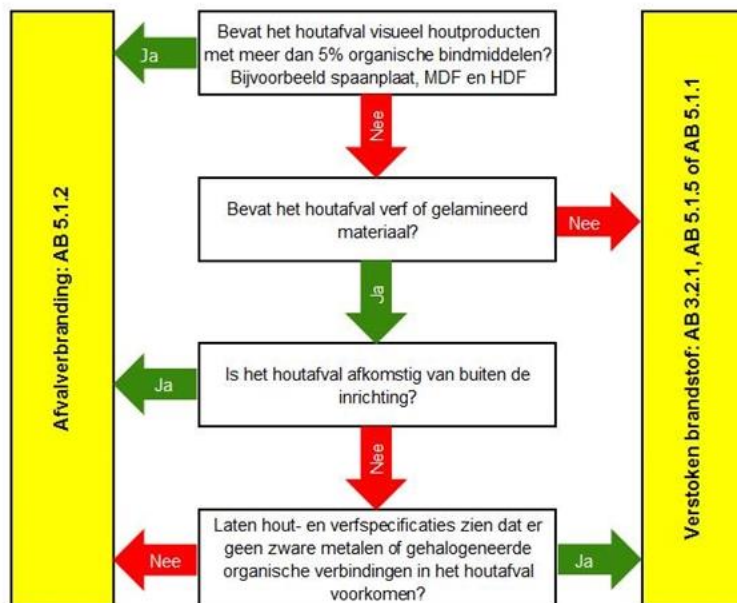 Bevat het houtafval visueel houtproducten
met meer dan 5% organische bindmiddelen?
Bijvoorbeeld spaanplaat, MDF en HDF
Ja
Nee
Bevat het houtafval verf of gelamineerd
materiaal?
Nee
Ja
Is het houtafval afkomstig van buiten de
inrichting?
Ja
Nee
Laten hout- en verfspecificaties zien dat er
geen zware metalen of gehalogeneerde
organische verbindingen in het houtafval
voorkomen?
Nee
Ja
Afvalverbranding: AB 5.1.2
Verstoken brandstof: AB 3.2.1, AB 5.1.5 of AB 5.1.1